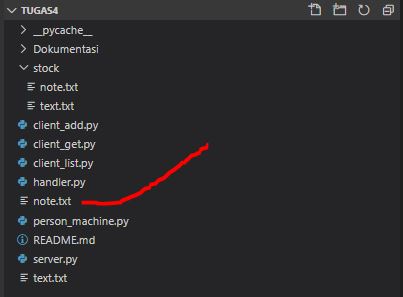 TUGAS4
__pycache__
Dokumentasi
stock
note.txt
text.txt
client_add.py
client_get.py
client_list.py
handler.py
note.txt
person_machine.py
README.md
server.py
text.txt